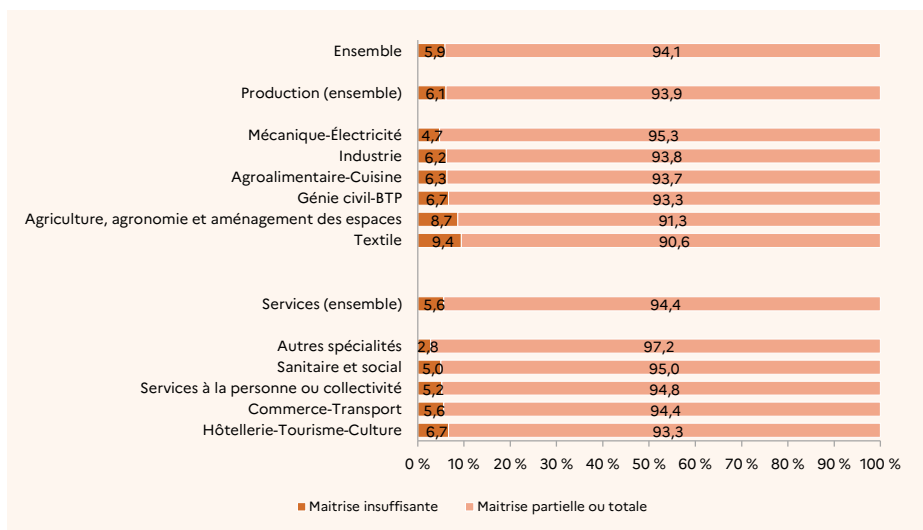 Ensemble 5,9 94,1
Production (ensemble) 6,1 93,9
Mécanique-Électricité 4,7 95,3
Industrie 6,2 93,8
Agroalimentaire-Cuisine 6,3 93,7
Génie civil-BTP 6,7 93,3
Agriculture, agronomie et aménagement des espaces 8,7 91,3
Textile 9,4 90,6
Services (ensemble) 5,6 94,4
Autres spécialités 2,8 97,2
Sanitaire et social 5,0 95,0
Services à la personne ou collectivité 5,2 94,8
Commerce-Transport 5,6 94,4
Hôtellerie-Tourisme-Culture 6,7 93,3
0 % 10 % 20 % 30 % 40 % 50 % 60 % 70 % 80 % 90 % 100 %
Maitrise insuffisante Maitrise partielle ou totale